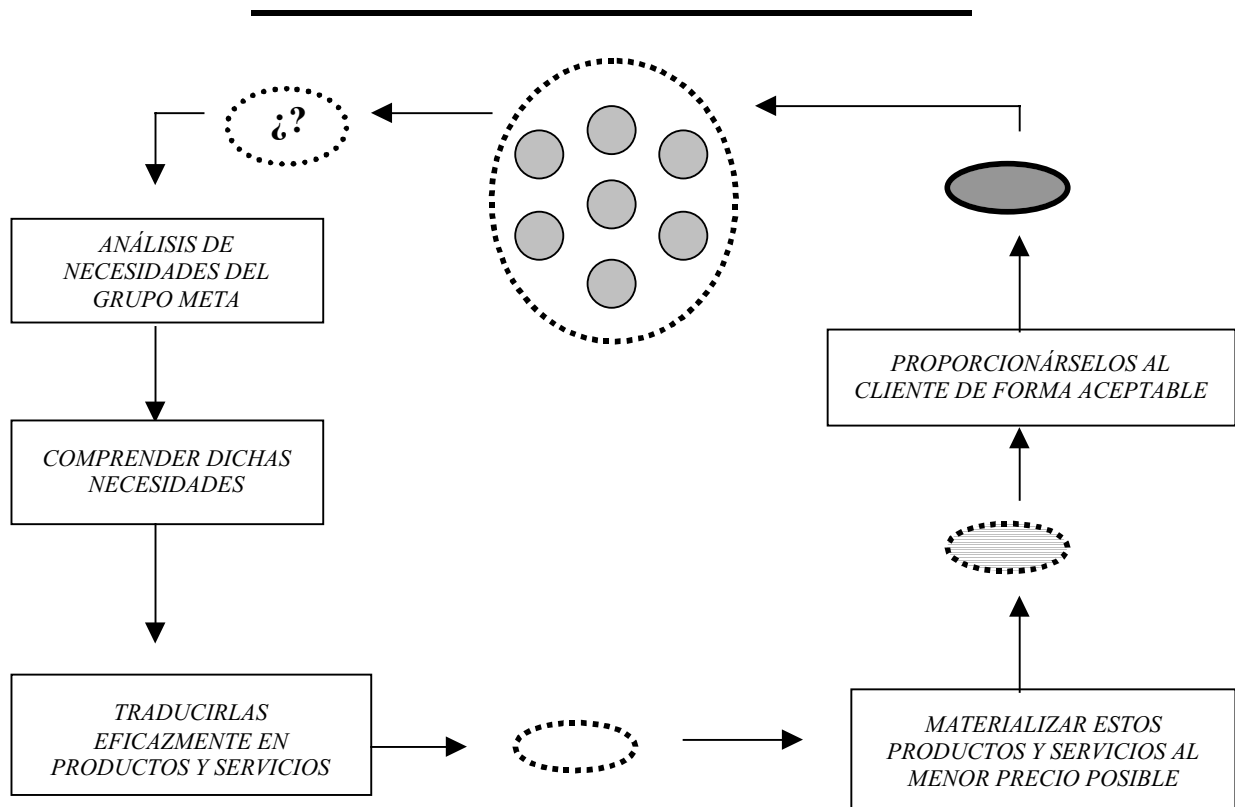 ¿?
ANÁLISIS DE
NECESIDADES DEL
GRUPO META
COMPRENDER DICHAS
NECESIDADES
TRADUCIRLAS
EFICAZMENTE EN
PRODUCTOS Y SERVICIOS
MATERIALIZAR ESTOS
PRODUCTOS Y SERVICIOS AL
MENOR PRECIO POSIBLE
PROPORCIONÁRSELOS AL
CLIENTE DE FORMA ACEPTABLE